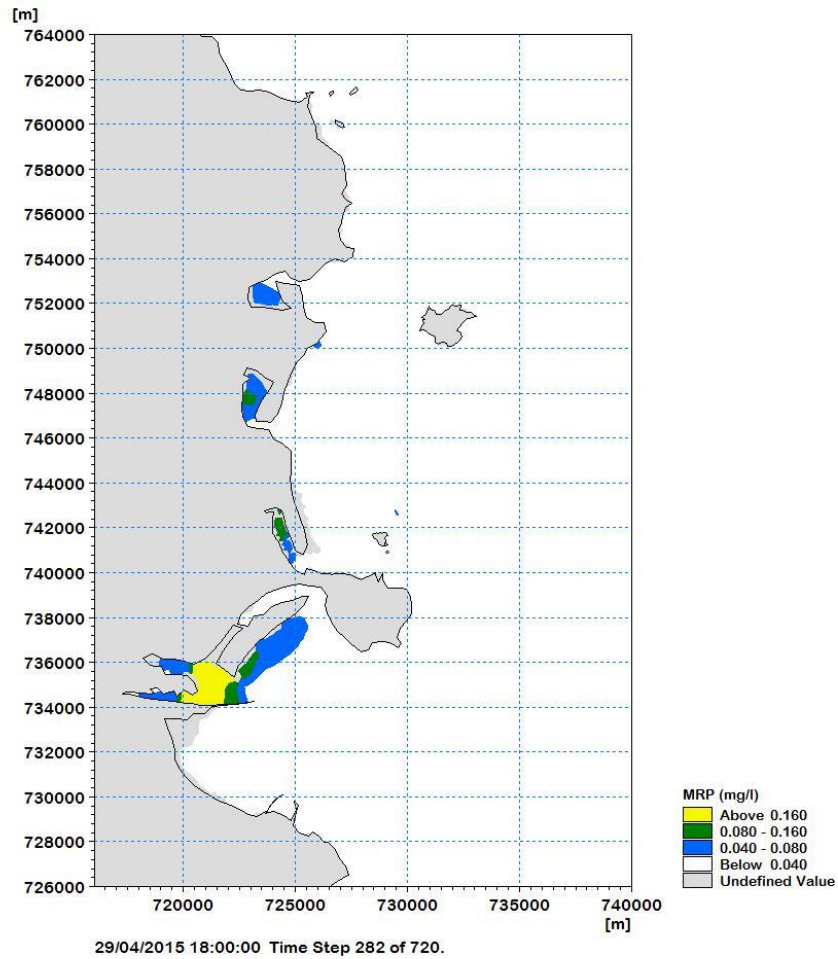 [m]
764000
762000
760000
758000
756000
754000
752000
750000
748000
746000
744000
742000
740000
738000
736000
734000
732000
730000
728000
726000
720000 725000 730000 735000 740000
[m]
MRP (mg/l)
Above 0.160
0.080 - 0.160
0.040 - 0.080
Below 0.040
Undefined Value
29/04/2015 18:00:00 Time Step 282 of 720.